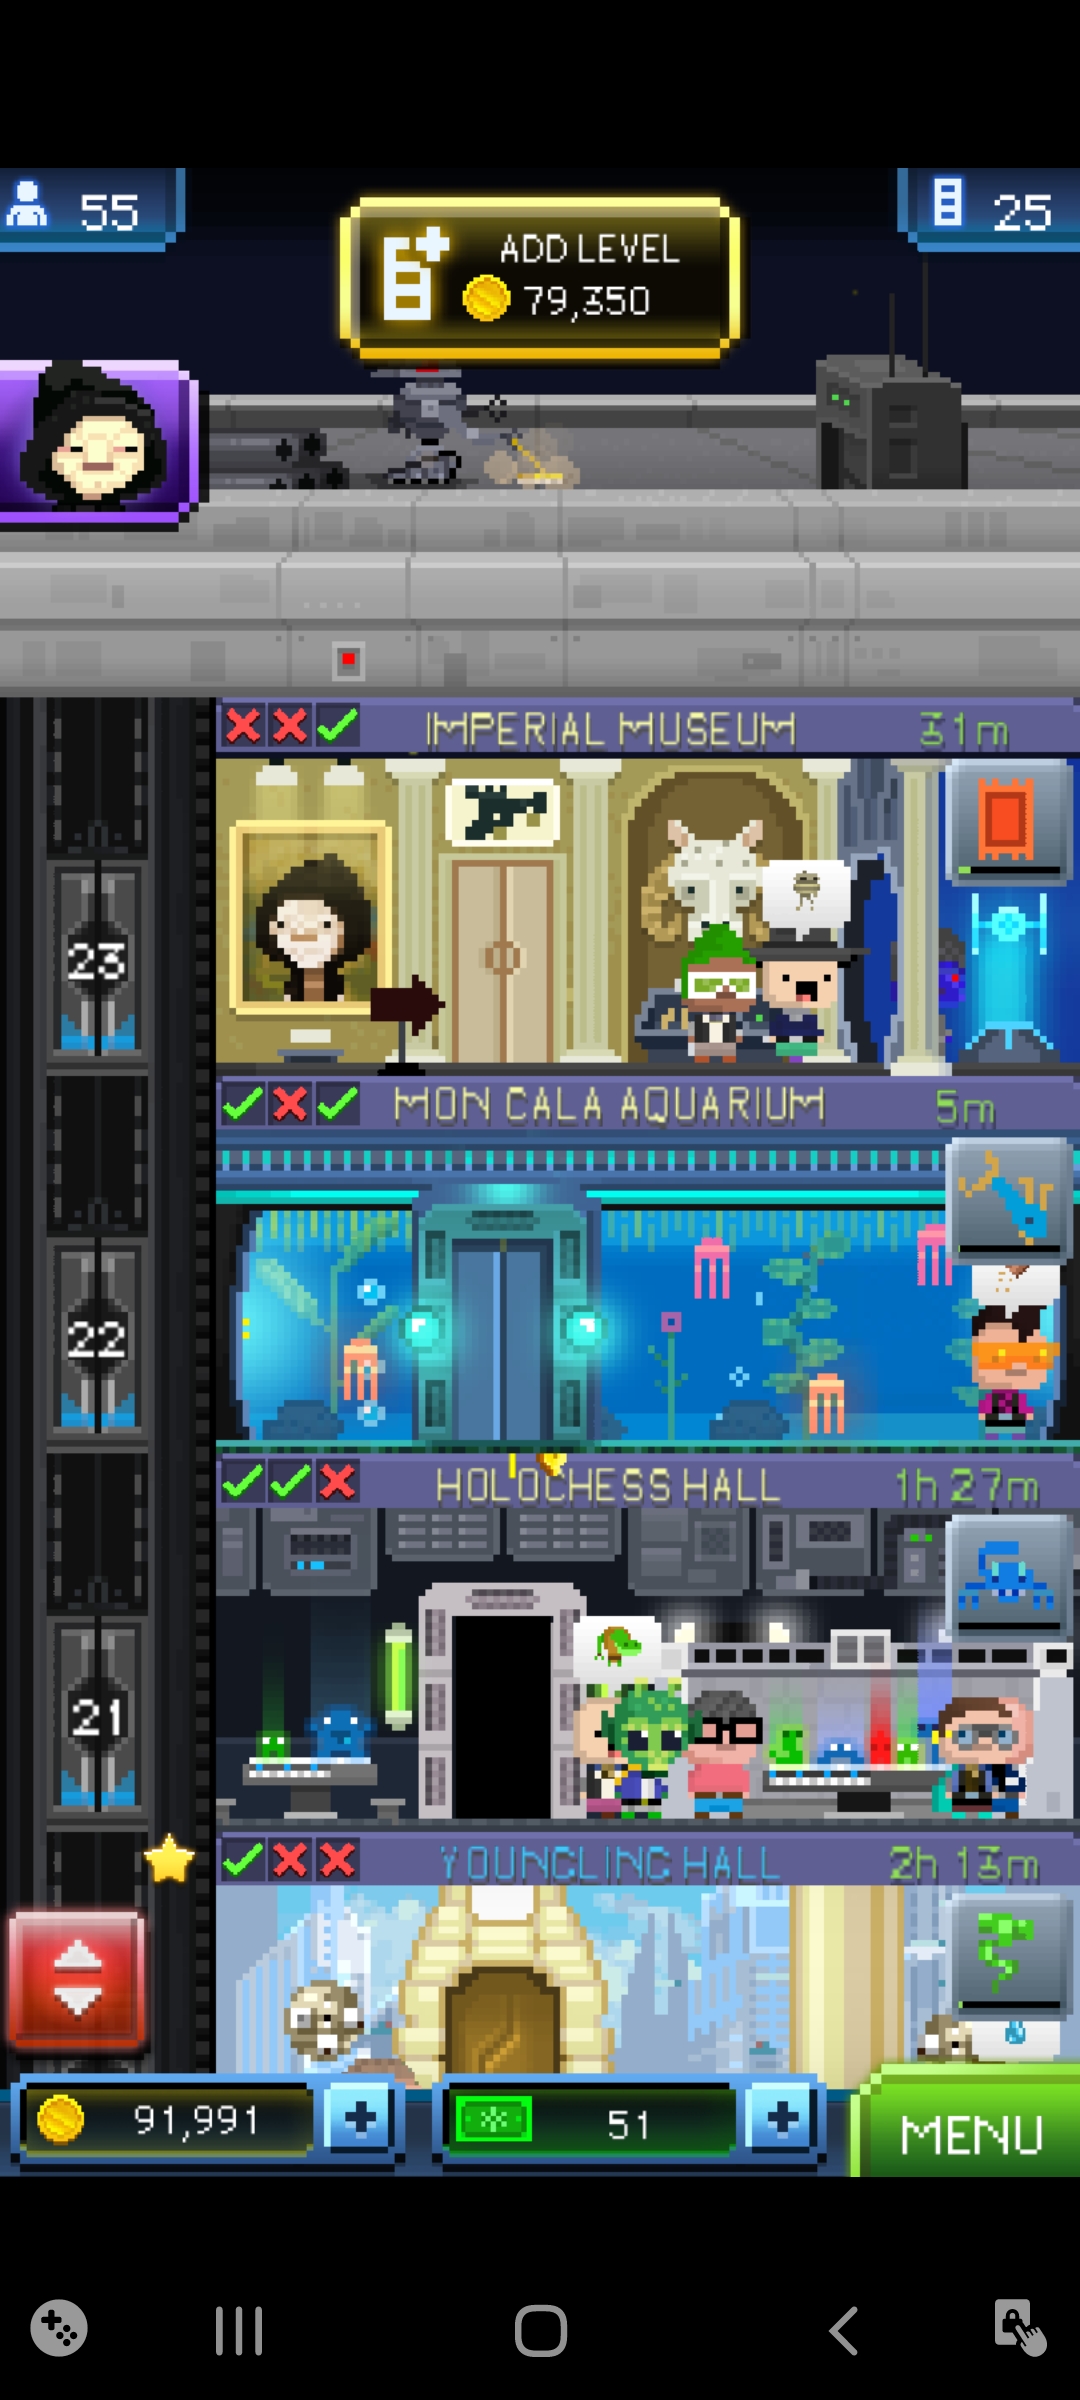 55
ADD LEVEL
79,350
25
IMPERIAL MUSEUM
31m
23
MON CALA AQUARIUM
5m
22
HOLOCHESS HALL
1h 27m
21
YOUNGLING HALL
2h 13m
91,991
51
MENU